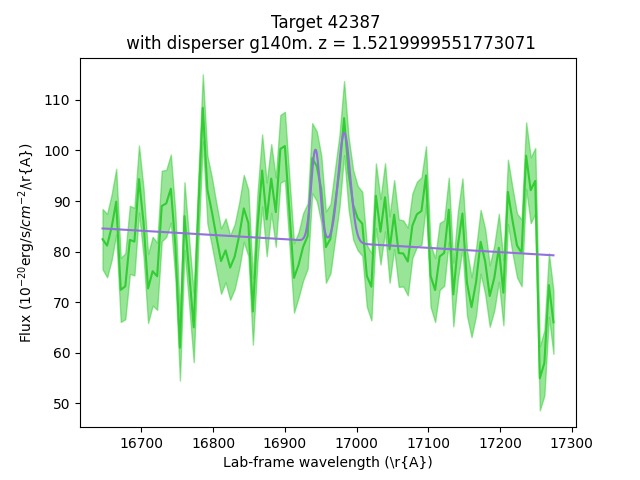 Target 42387
with disperser g140m. z = 1.5219999551773071
Flux (10^{-20}erg/s/cm^{-2}/\r{A})
110
100
90
80
70
60
50
16700 16800 16900 17000 17100 17200 17300
Lab-frame wavelength (\r{A})